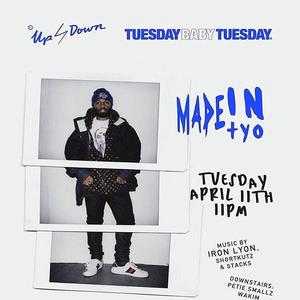 © Up Down
TUESDAY BABY TUESDAY.
MADE IN
TYO
TUESDAY
APRIL 11TH
11PM
MUSIC BY
IRON LYON,
SHORTKUTZ
& STACKS
DOWNSTAIRS,
PETIE SMALLZ
WAKIM